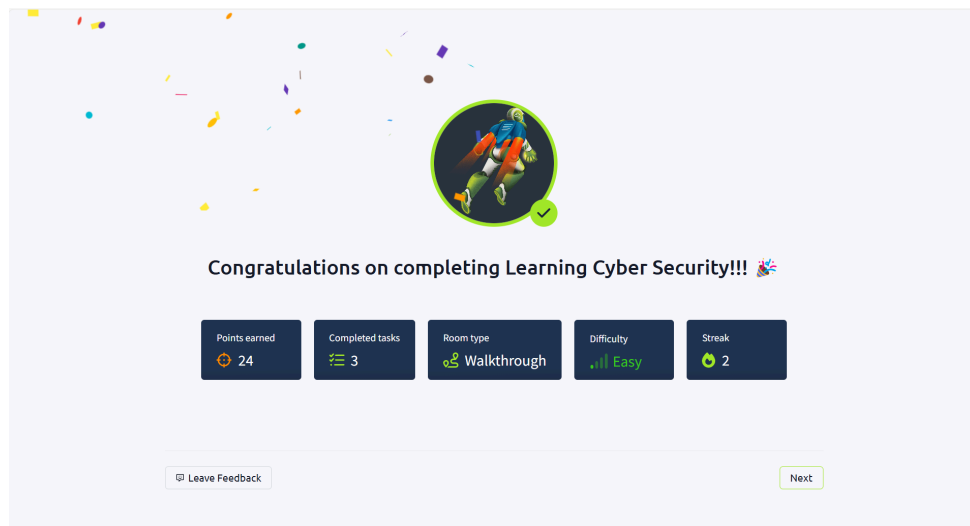 Congratulations on completing Learning Cyber Security!!! 🎉
Points earned
24
Completed tasks
3
Room type
Walkthrough
Difficulty
Easy
Streak
2
Leave Feedback
Next